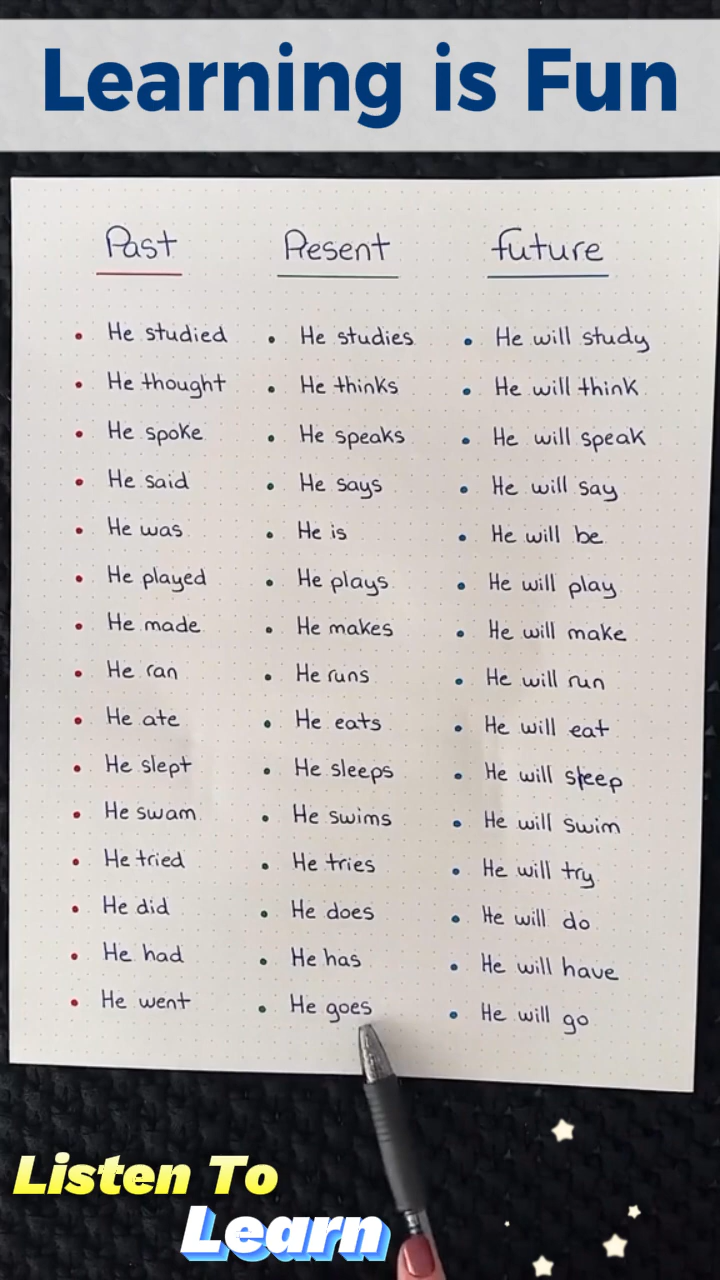 Learning is Fun
Past Present future
• He studied • He studies • He will study
• He thought • He thinks • He will think
• He spoke • He speaks • He will speak
• He said • He says • He will say
• He was • He is • He will be
• He played • He plays • He will play
• He made • He makes • He will make
• He ran • He runs • He will run
• He ate • He eats • He will eat
• He slept • He sleeps • He will sleep
• He swam • He swims • He will swim
• He tried • He tries • He will try
• He did • He does • He will do
• He had • He has • He will have
• He went • He goes • He will go
Listen To
Learn